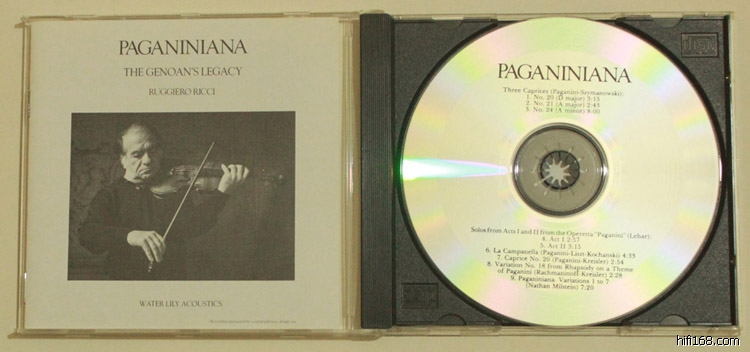 PAGANINIANA
THE GENOAN'S LEGACY
RUGGIERO RICCI
WATER LILY ACOUSTICS
PAGANINIANA
Three Caprices (Paganini-Szymanowski):
1. No. 20 (D major) 3:15
2. No. 21 (A major) 2:43
3. No. 24 (A minor) 8:00
Solos from Acts I and II from the Operetta "Paganini" (Lehar):
4. Act I 2:57
5. Act II 3:15
6. La Campanella (Paganini-Liszt-Kochanski) 4:35
7. Caprice No. 20 (Paganini-Kreisler) 2:54
8. Variation No. 18 from Rhapsody on a Theme
of Paganini (Rachmaninoff-Kreisler) 2:28
9. Paganiniana Variations 1 to 7
(Nathan Milstein) 7:20
hifi168.com